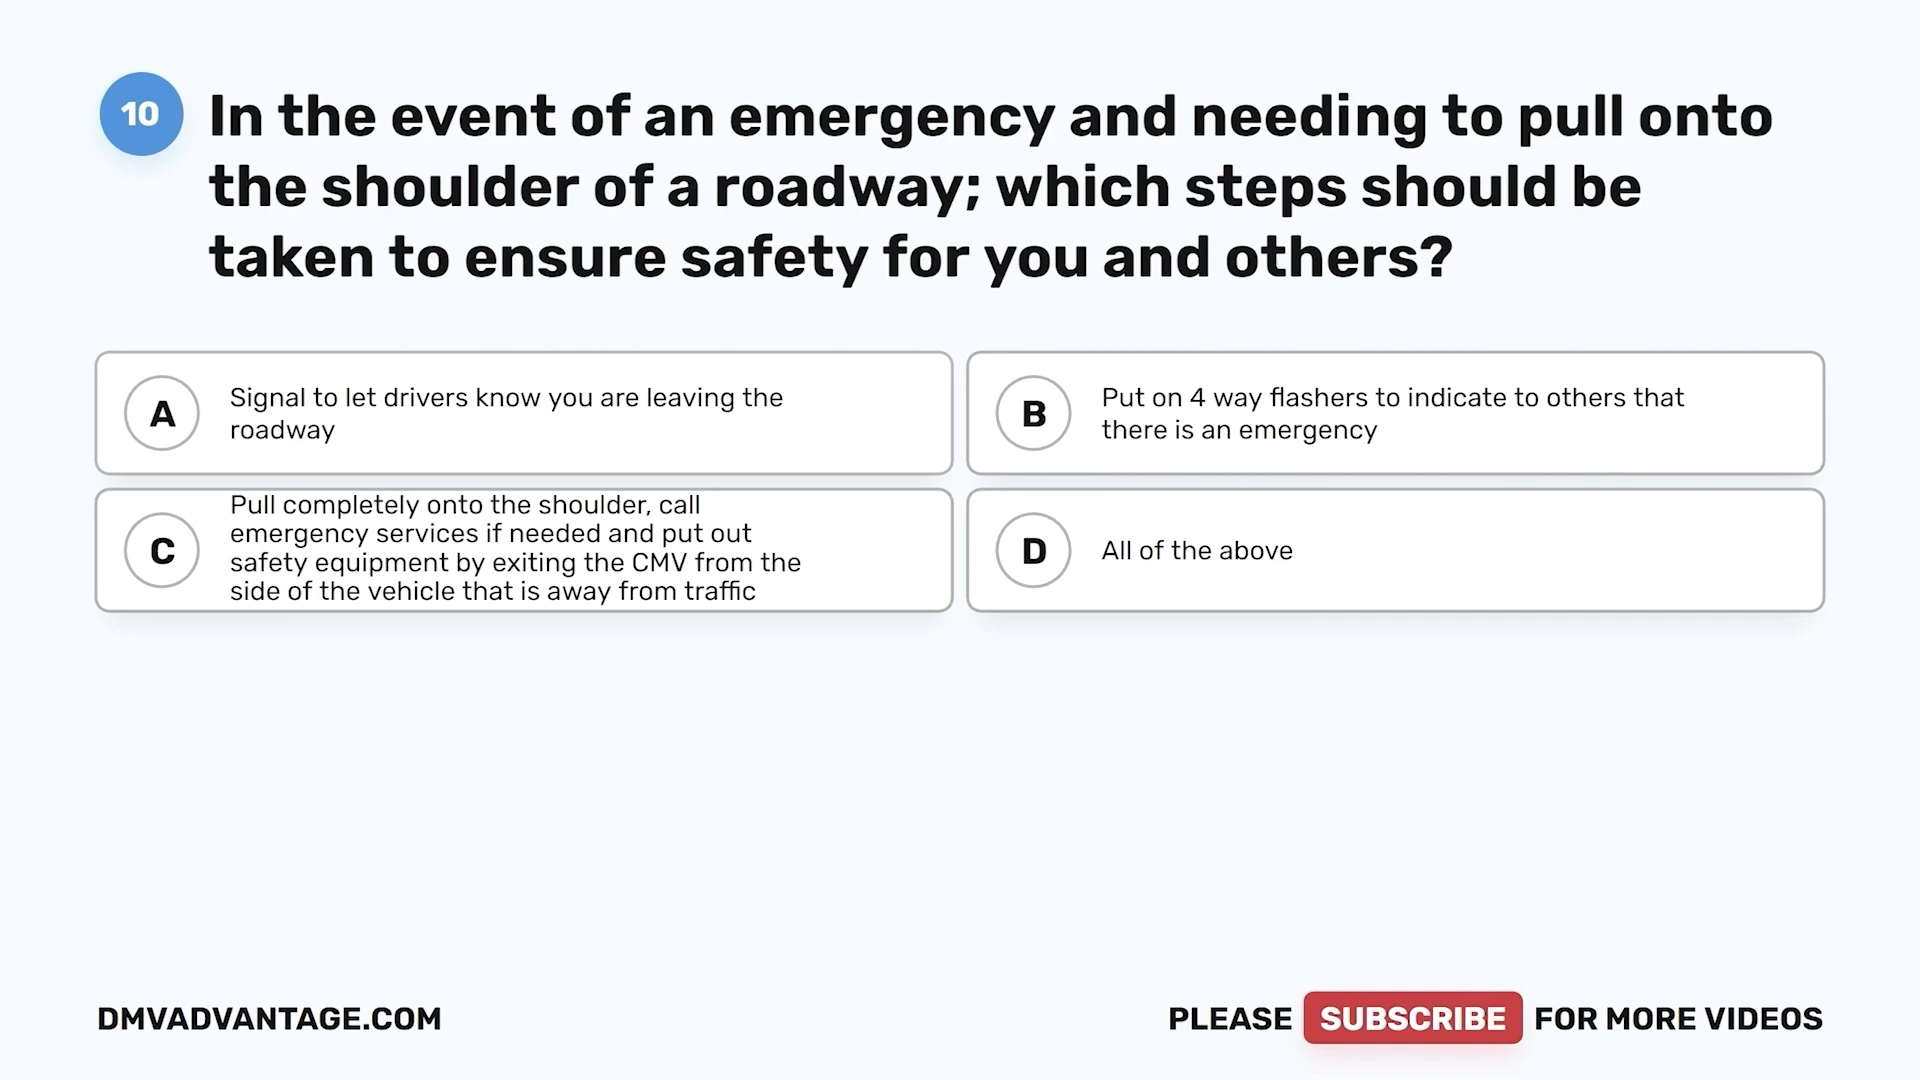 10
In the event of an emergency and needing to pull onto
the shoulder of a roadway; which steps should be
taken to ensure safety for you and others?
A
Signal to let drivers know you are leaving the
roadway
B
Put on 4 way flashers to indicate to others that
there is an emergency
C
Pull completely onto the shoulder, call
emergency services if needed and put out
safety equipment by exiting the CMV from the
side of the vehicle that is away from traffic
D
All of the above
DMVADVANTAGE.COM
PLEASE SUBSCRIBE FOR MORE VIDEOS